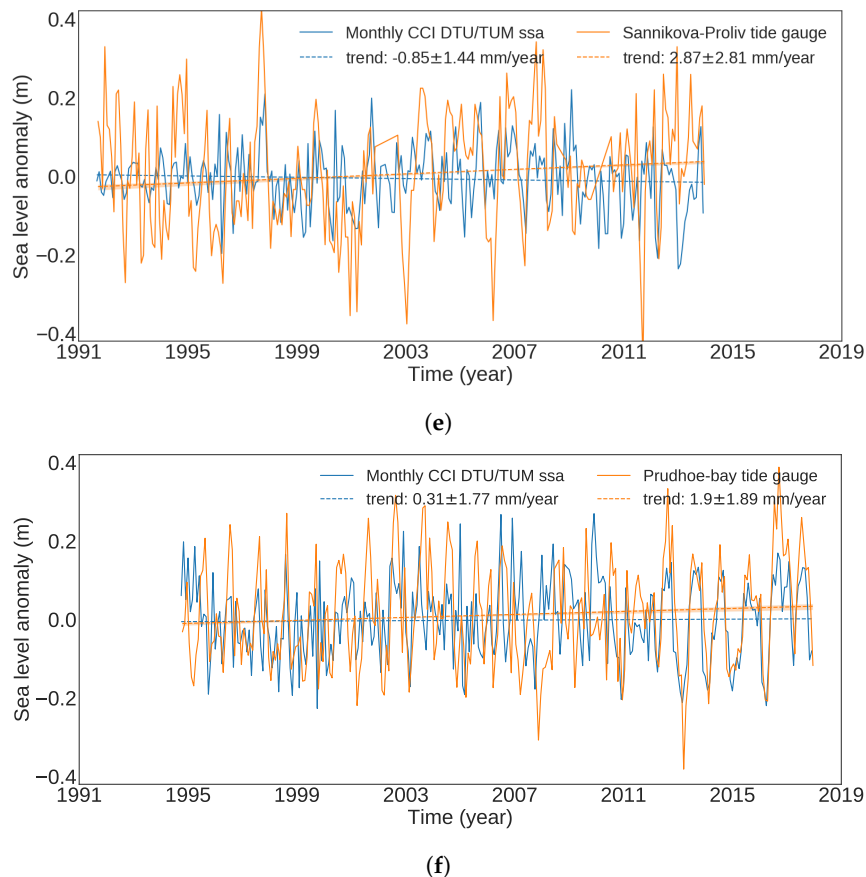 0.4
Monthly CCI DTU/TUM ssa
Sannikova-Proliv tide gauge
trend: -0.85±1.44 mm/year
trend: 2.87±2.81 mm/year
0.2
0.0
−0.2
−0.4
Sea level anomaly (m)
1991 1995 1999 2003 2007 2011 2015 2019
Time (year)
(e)
0.4
Monthly CCI DTU/TUM ssa
Prudhoe-bay tide gauge
trend: 0.31±1.77 mm/year
trend: 1.9±1.89 mm/year
0.2
0.0
−0.2
−0.4
Sea level anomaly (m)
1991 1995 1999 2003 2007 2011 2015 2019
Time (year)
(f)